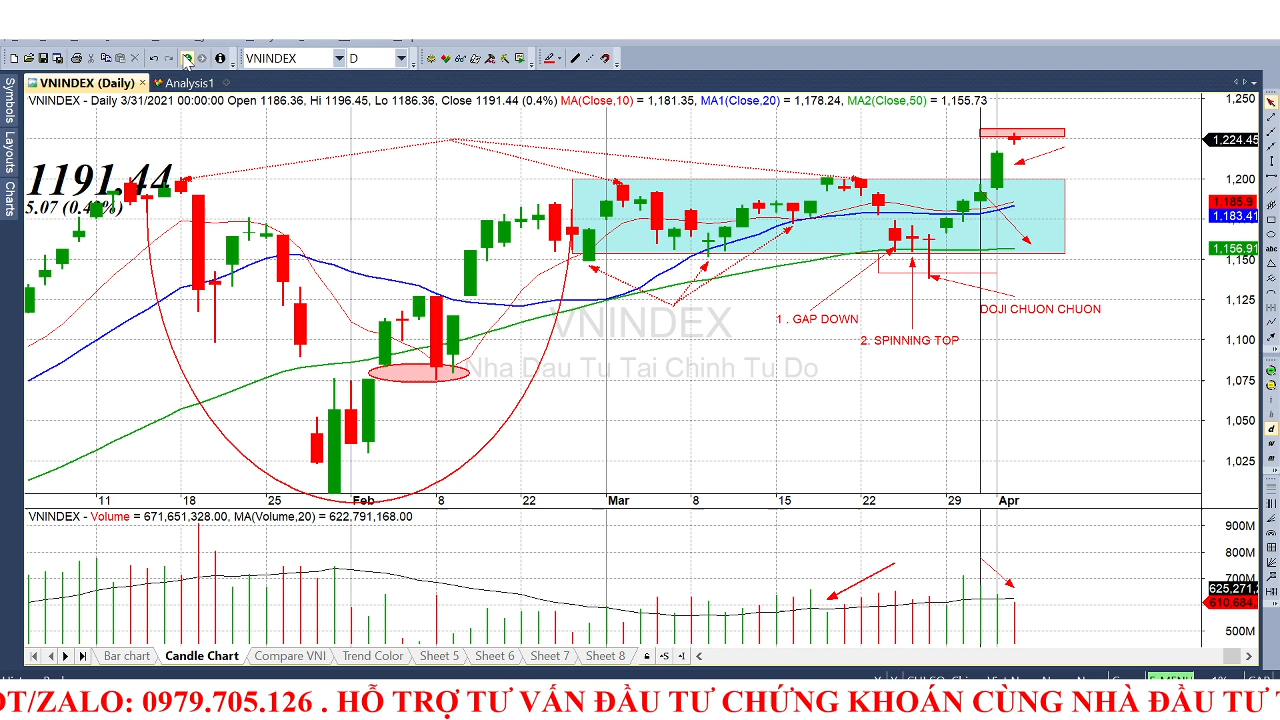 VNINDEX
D
VNINDEX (Daily)
Analysis1
Symbols
Layouts
Charts
VNINDEX - Daily 3/31/2021 00:00:00 Open 1186.36, Hi 1196.45, Lo 1186.36, Close 1191.44 (0.4%) MA(Close,10) = 1,181.35, MA1(Close,20) = 1,178.24, MA2(Close,50) = 1,155.73
1,250
1,224.45
1191.44
1,200
5.07 (0.43%)
1,185.9
1,183.41
1,156.91
1,150
1,125
DOJI CHUON CHUON
1 . GAP DOWN
VNINDEX
2. SPINNING TOP
1,100
Nha Dau Tu Tai Chinh Tu Do
1,075
1,050
1,025
11 18 25 Feb 8 22 Mar 8 15 22 29 Apr
VNINDEX - Volume = 671,651,328.00, MA(Volume,20) = 622,791,168.00
900M
800M
700M
625,271,
610,684,
500M
Bar chart Candle Chart Compare VNI Trend Color Sheet 5 Sheet 6 Sheet 7 Sheet 8
OT/ZALO: 0979.705.126 . HỖ TRỢ TƯ VẤN ĐẦU TƯ CHỨNG KHOÁN CÙNG NHÀ ĐẦU TƯ T